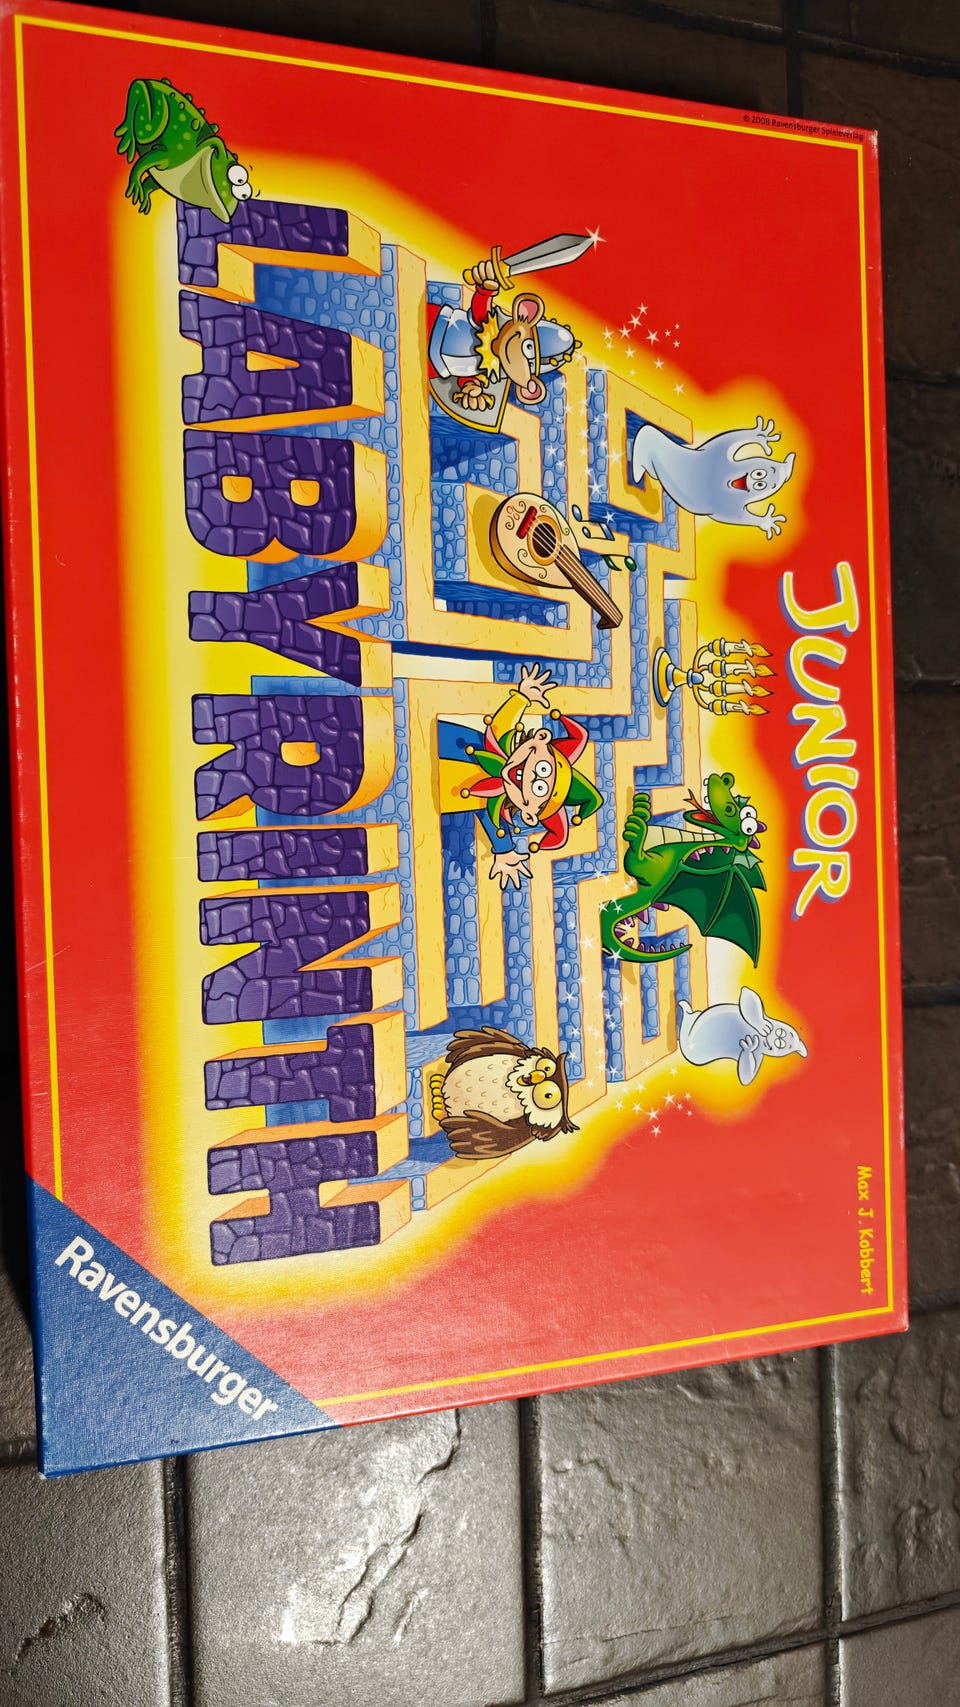 © 2008 Ravensburger Spieleverlag
Max J. Kobbert
JUNIOR
LABYRINTH
Ravensburger